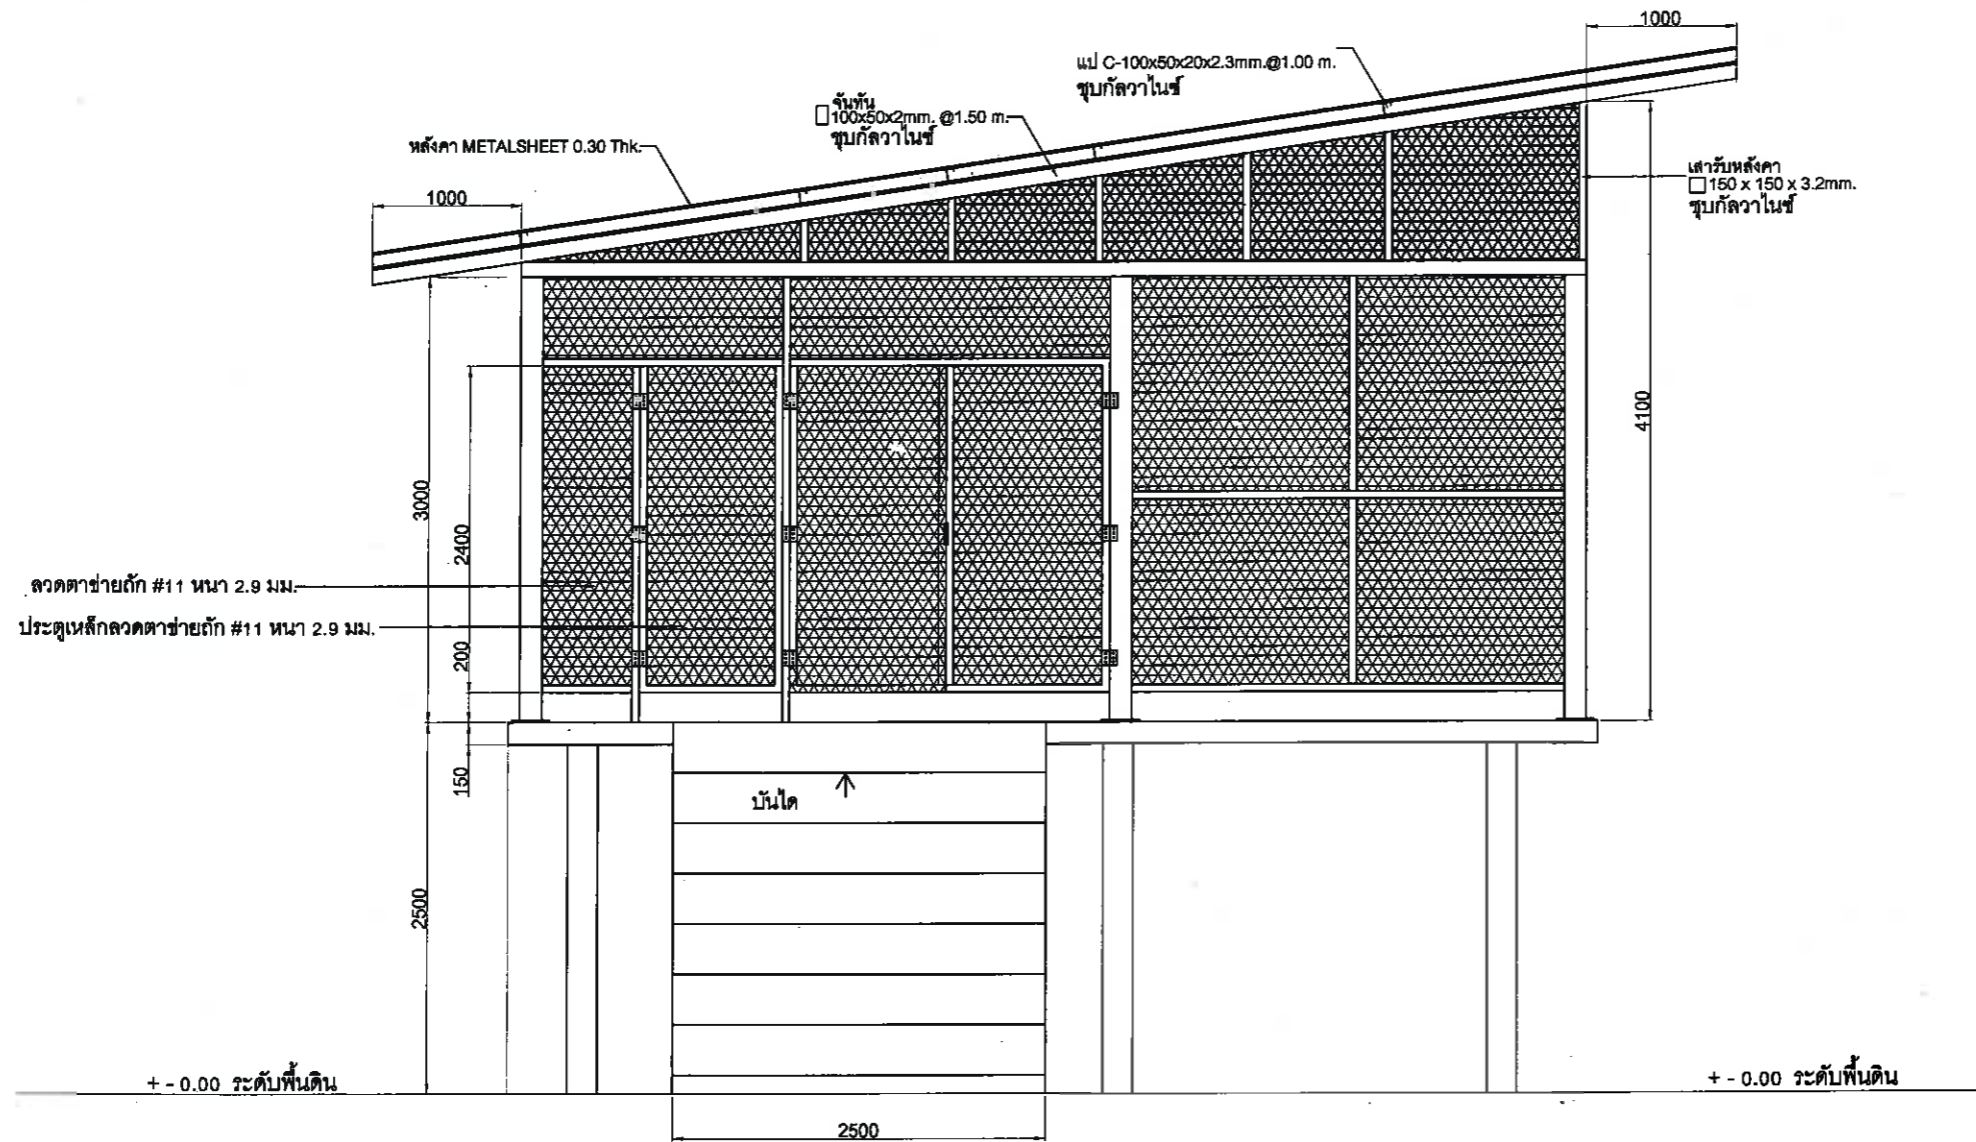 1000
แป C-100x50x20x2.3mm.@1.00 m.
ชุบกัลวาไนซ์
จันทัน
100x50x2mm. @1.50 m.
ชุบกัลวาไนซ์
หลังคา METALSHEET 0.30 Thk.
เสารับหลังคา
150 x 150 x 3.2mm.
ชุบกัลวาไนซ์
1000
4100
3000
2400
ลวดตาข่ายถัก #11 หนา 2.9 มม.
ประตูเหล็กลวดตาข่ายถัก #11 หนา 2.9 มม.
200
150
บันได
2500
+ - 0.00 ระดับพื้นดิน
+ - 0.00 ระดับพื้นดิน
2500